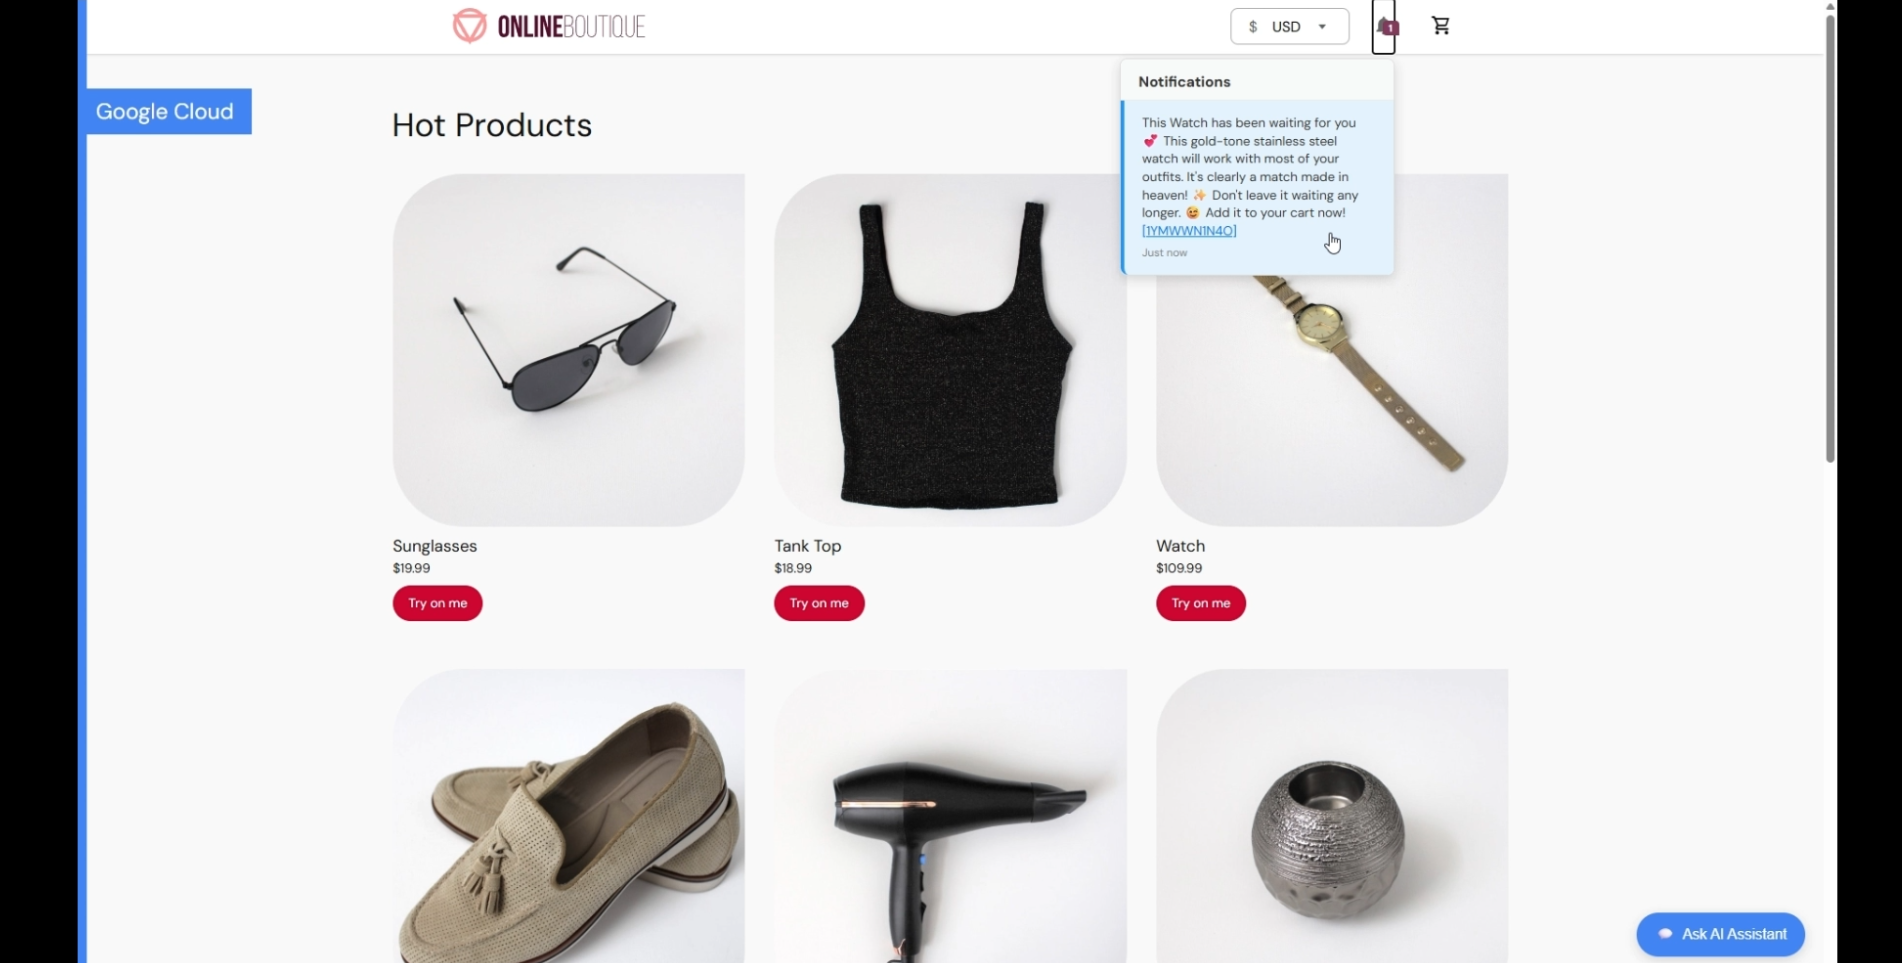 ONLINEBOUTIQUE
$ USD
1
Google Cloud
Notifications
This Watch has been waiting for you
💕 This gold-tone stainless steel
watch will work with most of your
outfits. It's clearly a match made in
heaven! ✨ Don't leave it waiting any
longer. 😉 Add it to your cart now!
[1YMWWN1N4O]
Just now
Hot Products
Sunglasses
$19.99
Try on me
Tank Top
$18.99
Try on me
Watch
$109.99
Try on me
Ask AI Assistant